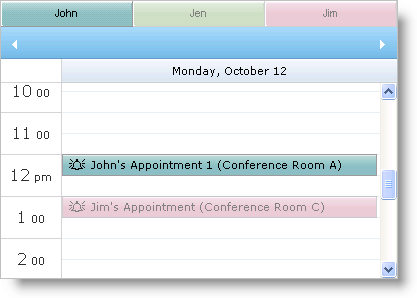 John Jen Jim
Monday, October 12
10 00
11 00
John's Appointment 1 (Conference Room A)
12 pm
Jim's Appointment (Conference Room C)
1 00
2 00